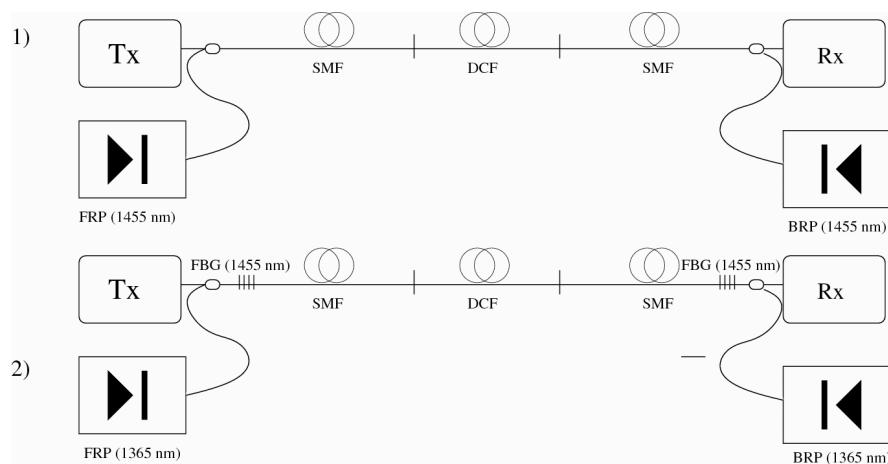 1)
Tx
SMF
DCF
SMF
Rx
FRP (1455 nm)
BRP (1455 nm)
FBG (1455 nm)
FBG (1455 nm)
Tx
SMF
DCF
SMF
Rx
2)
FRP (1365 nm)
BRP (1365 nm)